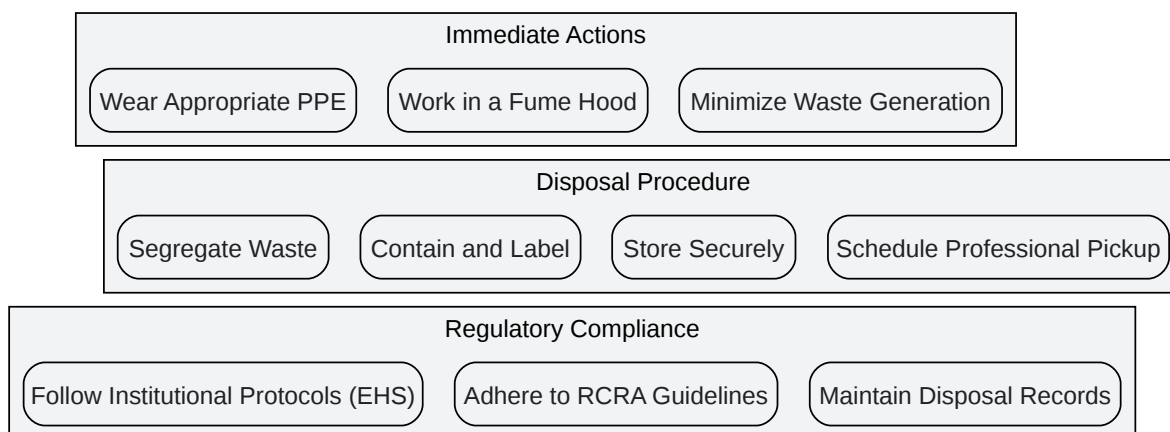 Immediate Actions
Wear Appropriate PPE
Work in a Fume Hood
Minimize Waste Generation
Disposal Procedure
Segregate Waste
Contain and Label
Store Securely
Schedule Professional Pickup
Regulatory Compliance
Follow Institutional Protocols (EHS)
Adhere to RCRA Guidelines
Maintain Disposal Records